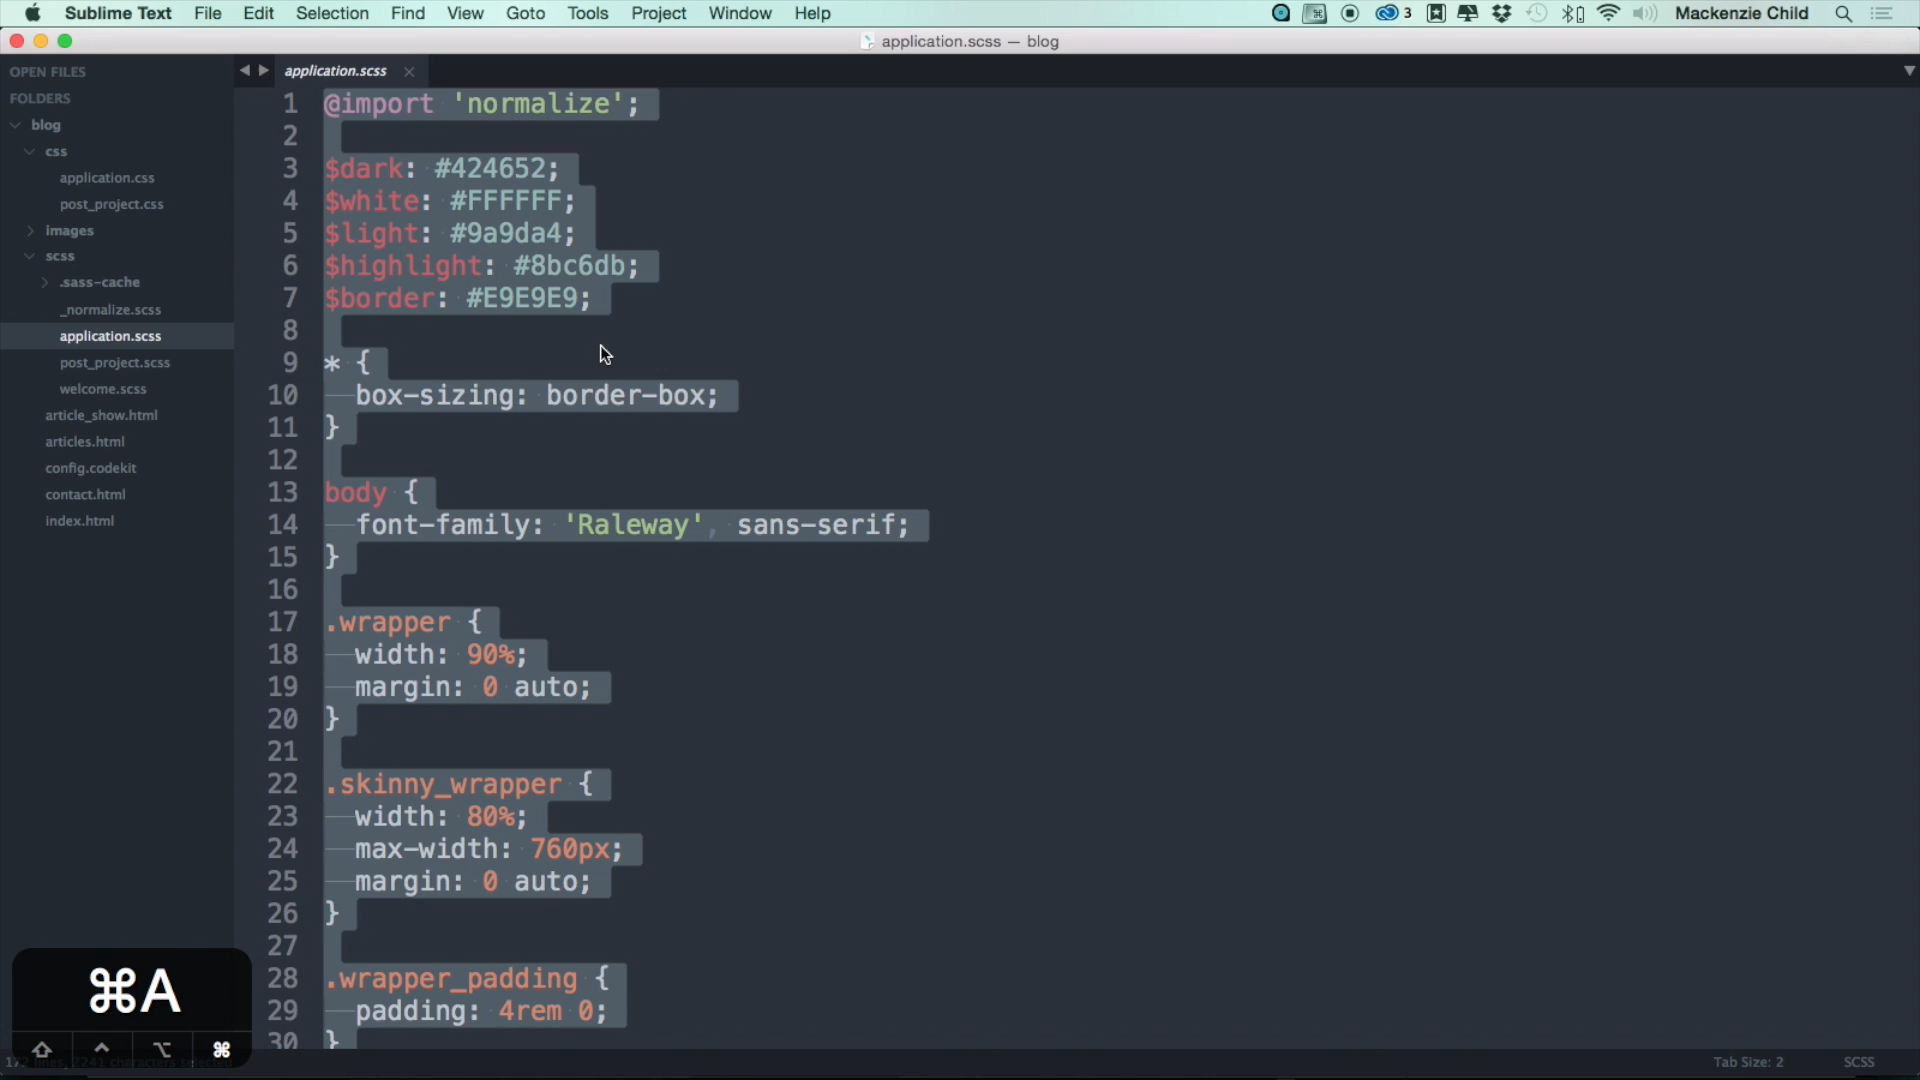 Sublime Text File Edit Selection Find View Goto Tools Project Window Help 3 Mackenzie Child
application.scss — blog
OPEN FILES
FOLDERS
blog
css
application.css
post_project.css
images
scss
.sass-cache
_normalize.scss
application.scss
post_project.scss
welcome.scss
article_show.html
articles.html
config.codekit
contact.html
index.html
application.scss
1 @import 'normalize';
2
3 $dark: #424652;
4 $white: #FFFFFF;
5 $light: #9a9da4;
6 $highlight: #8bc6db;
7 $border: #E9E9E9;
8
9 * {
10 box-sizing: border-box;
11 }
12
13 body {
14 font-family: 'Raleway', sans-serif;
15 }
16
17 .wrapper {
18 width: 90%;
19 margin: 0 auto;
20 }
21
22 .skinny_wrapper {
23 width: 80%;
24 max-width: 760px;
25 margin: 0 auto;
26 }
27
28 .wrapper_padding {
29 padding: 4rem 0;
30 }
⌘A
⇧ ⌃ ⌥ ⌘
lines, 2241 characters selected
Tab Size: 2 SCSS